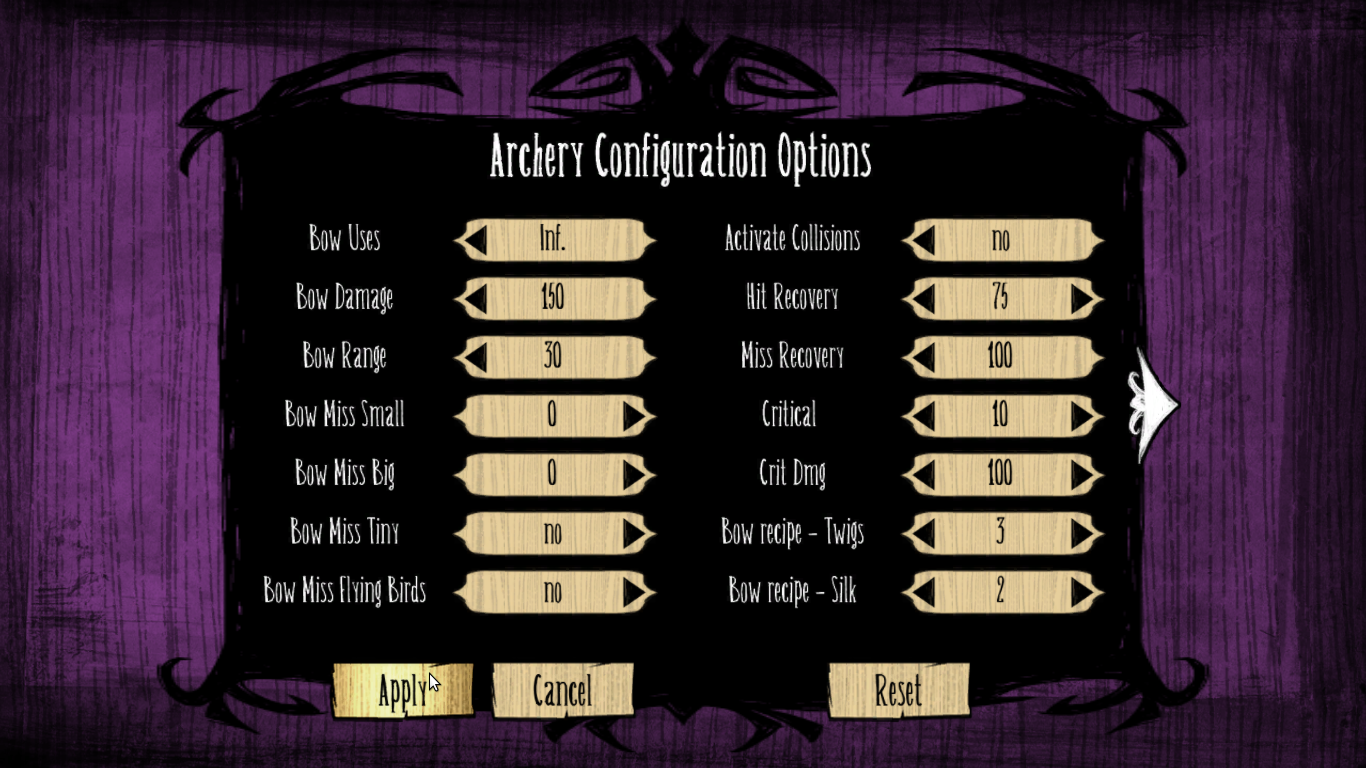 Archery Configuration Options
Bow Uses Inf. Activate Collisions no
Bow Damage 150 Hit Recovery 75
Bow Range 30 Miss Recovery 100
Bow Miss Small 0 Critical 10
Bow Miss Big 0 Crit Dmg 100
Bow Miss Tiny no Bow recipe - Twigs 3
Bow Miss Flying Birds no Bow recipe - Silk 2
Apply Cancel Reset